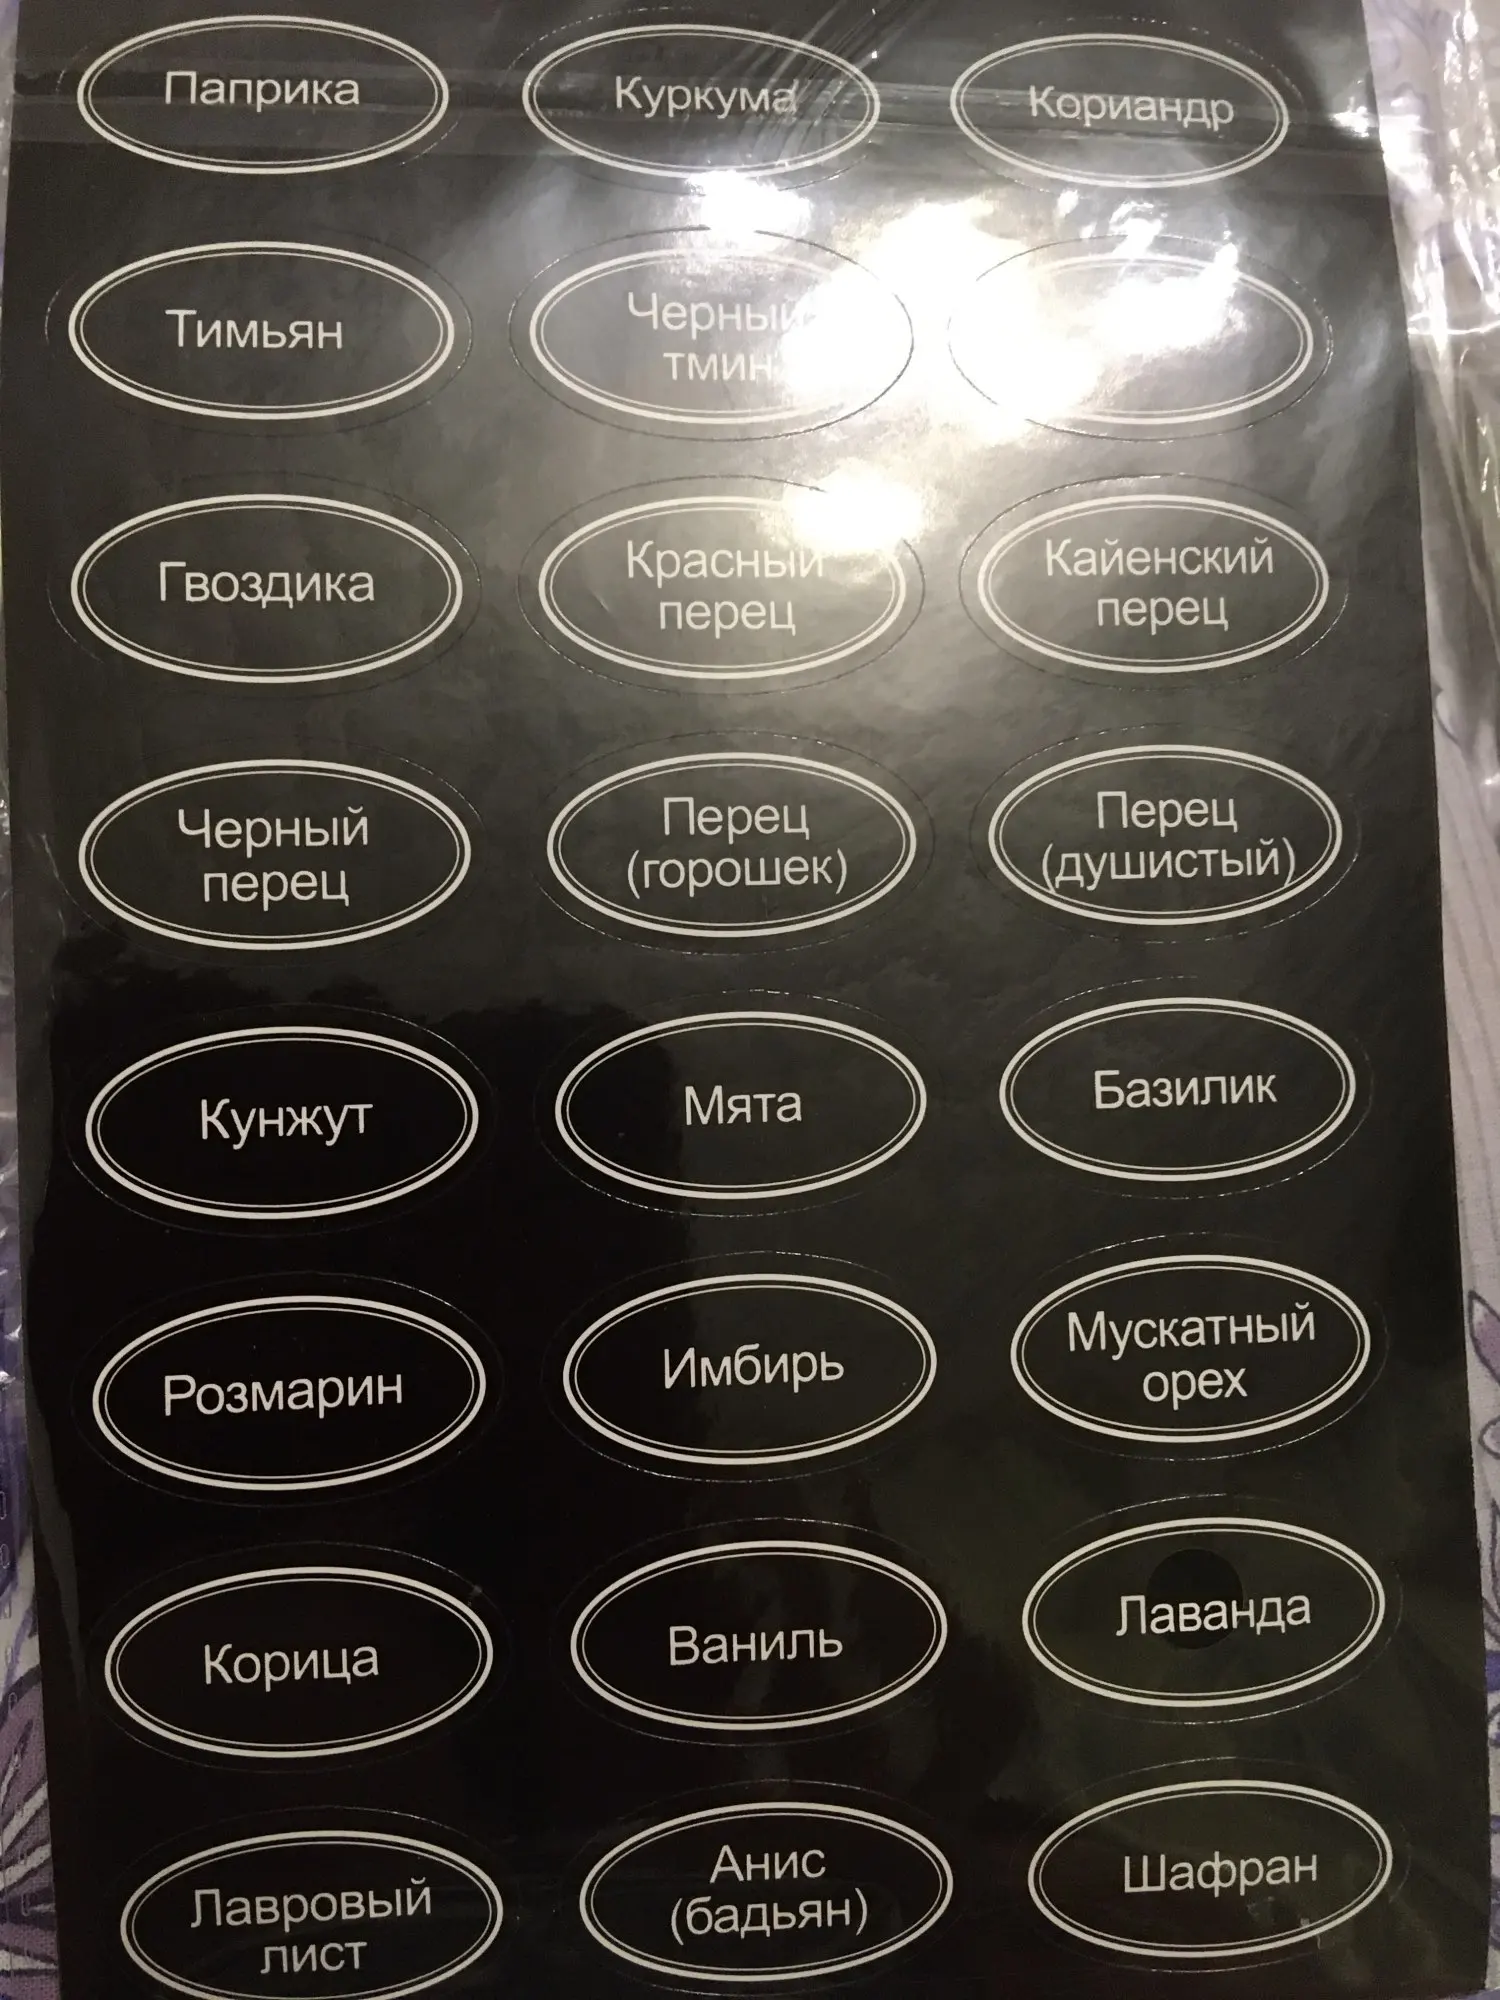 Паприка
Куркума
Кориандр
Тимьян
Черный
тмин
Гвоздика
Красный
перец
Кайенский
перец
Черный
перец
Перец
(горошек)
Перец
(душистый)
Кунжут
Мята
Базилик
Розмарин
Имбирь
Мускатный
орех
Корица
Ваниль
Лаванда
Лавровый
лист
Анис
(бадьян)
Шафран